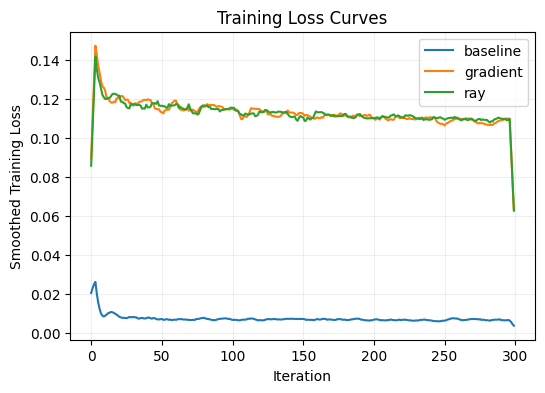 Training Loss Curves
Smoothed Training Loss
0.14
0.12
0.10
0.08
0.06
0.04
0.02
0.00
baseline
gradient
ray
0 50 100 150 200 250 300
Iteration